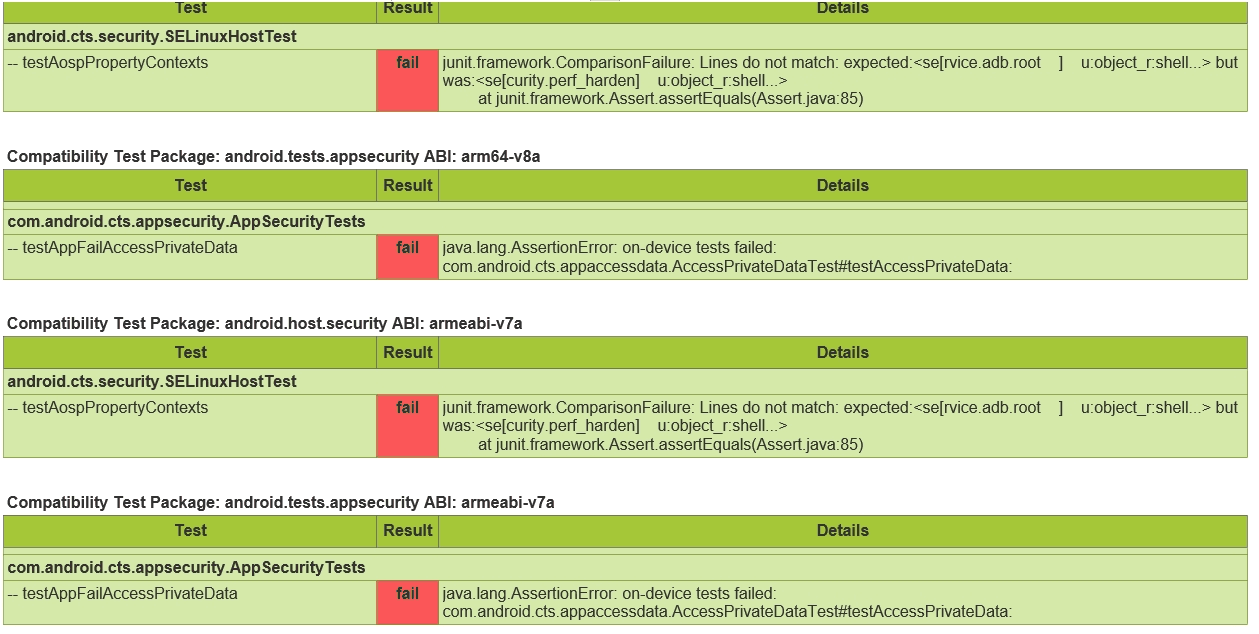 Test Result Details
android.cts.security.SELinuxHostTest
-- testAospPropertyContexts fail junit.framework.ComparisonFailure: Lines do not match: expected:<se[rvice.adb.root ] u:object_r:shell...> but
was:<se[curity.perf_harden] u:object_r:shell...>
at junit.framework.Assert.assertEquals(Assert.java:85)
Compatibility Test Package: android.tests.appsecurity ABI: arm64-v8a
Test Result Details
com.android.cts.appsecurity.AppSecurityTests
-- testAppFailAccessPrivateData fail java.lang.AssertionError: on-device tests failed:
com.android.cts.appaccessdata.AccessPrivateDataTest#testAccessPrivateData:
Compatibility Test Package: android.host.security ABI: armeabi-v7a
Test Result Details
android.cts.security.SELinuxHostTest
-- testAospPropertyContexts fail junit.framework.ComparisonFailure: Lines do not match: expected:<se[rvice.adb.root ] u:object_r:shell...> but
was:<se[curity.perf_harden] u:object_r:shell...>
at junit.framework.Assert.assertEquals(Assert.java:85)
Compatibility Test Package: android.tests.appsecurity ABI: armeabi-v7a
Test Result Details
com.android.cts.appsecurity.AppSecurityTests
-- testAppFailAccessPrivateData fail java.lang.AssertionError: on-device tests failed:
com.android.cts.appaccessdata.AccessPrivateDataTest#testAccessPrivateData: